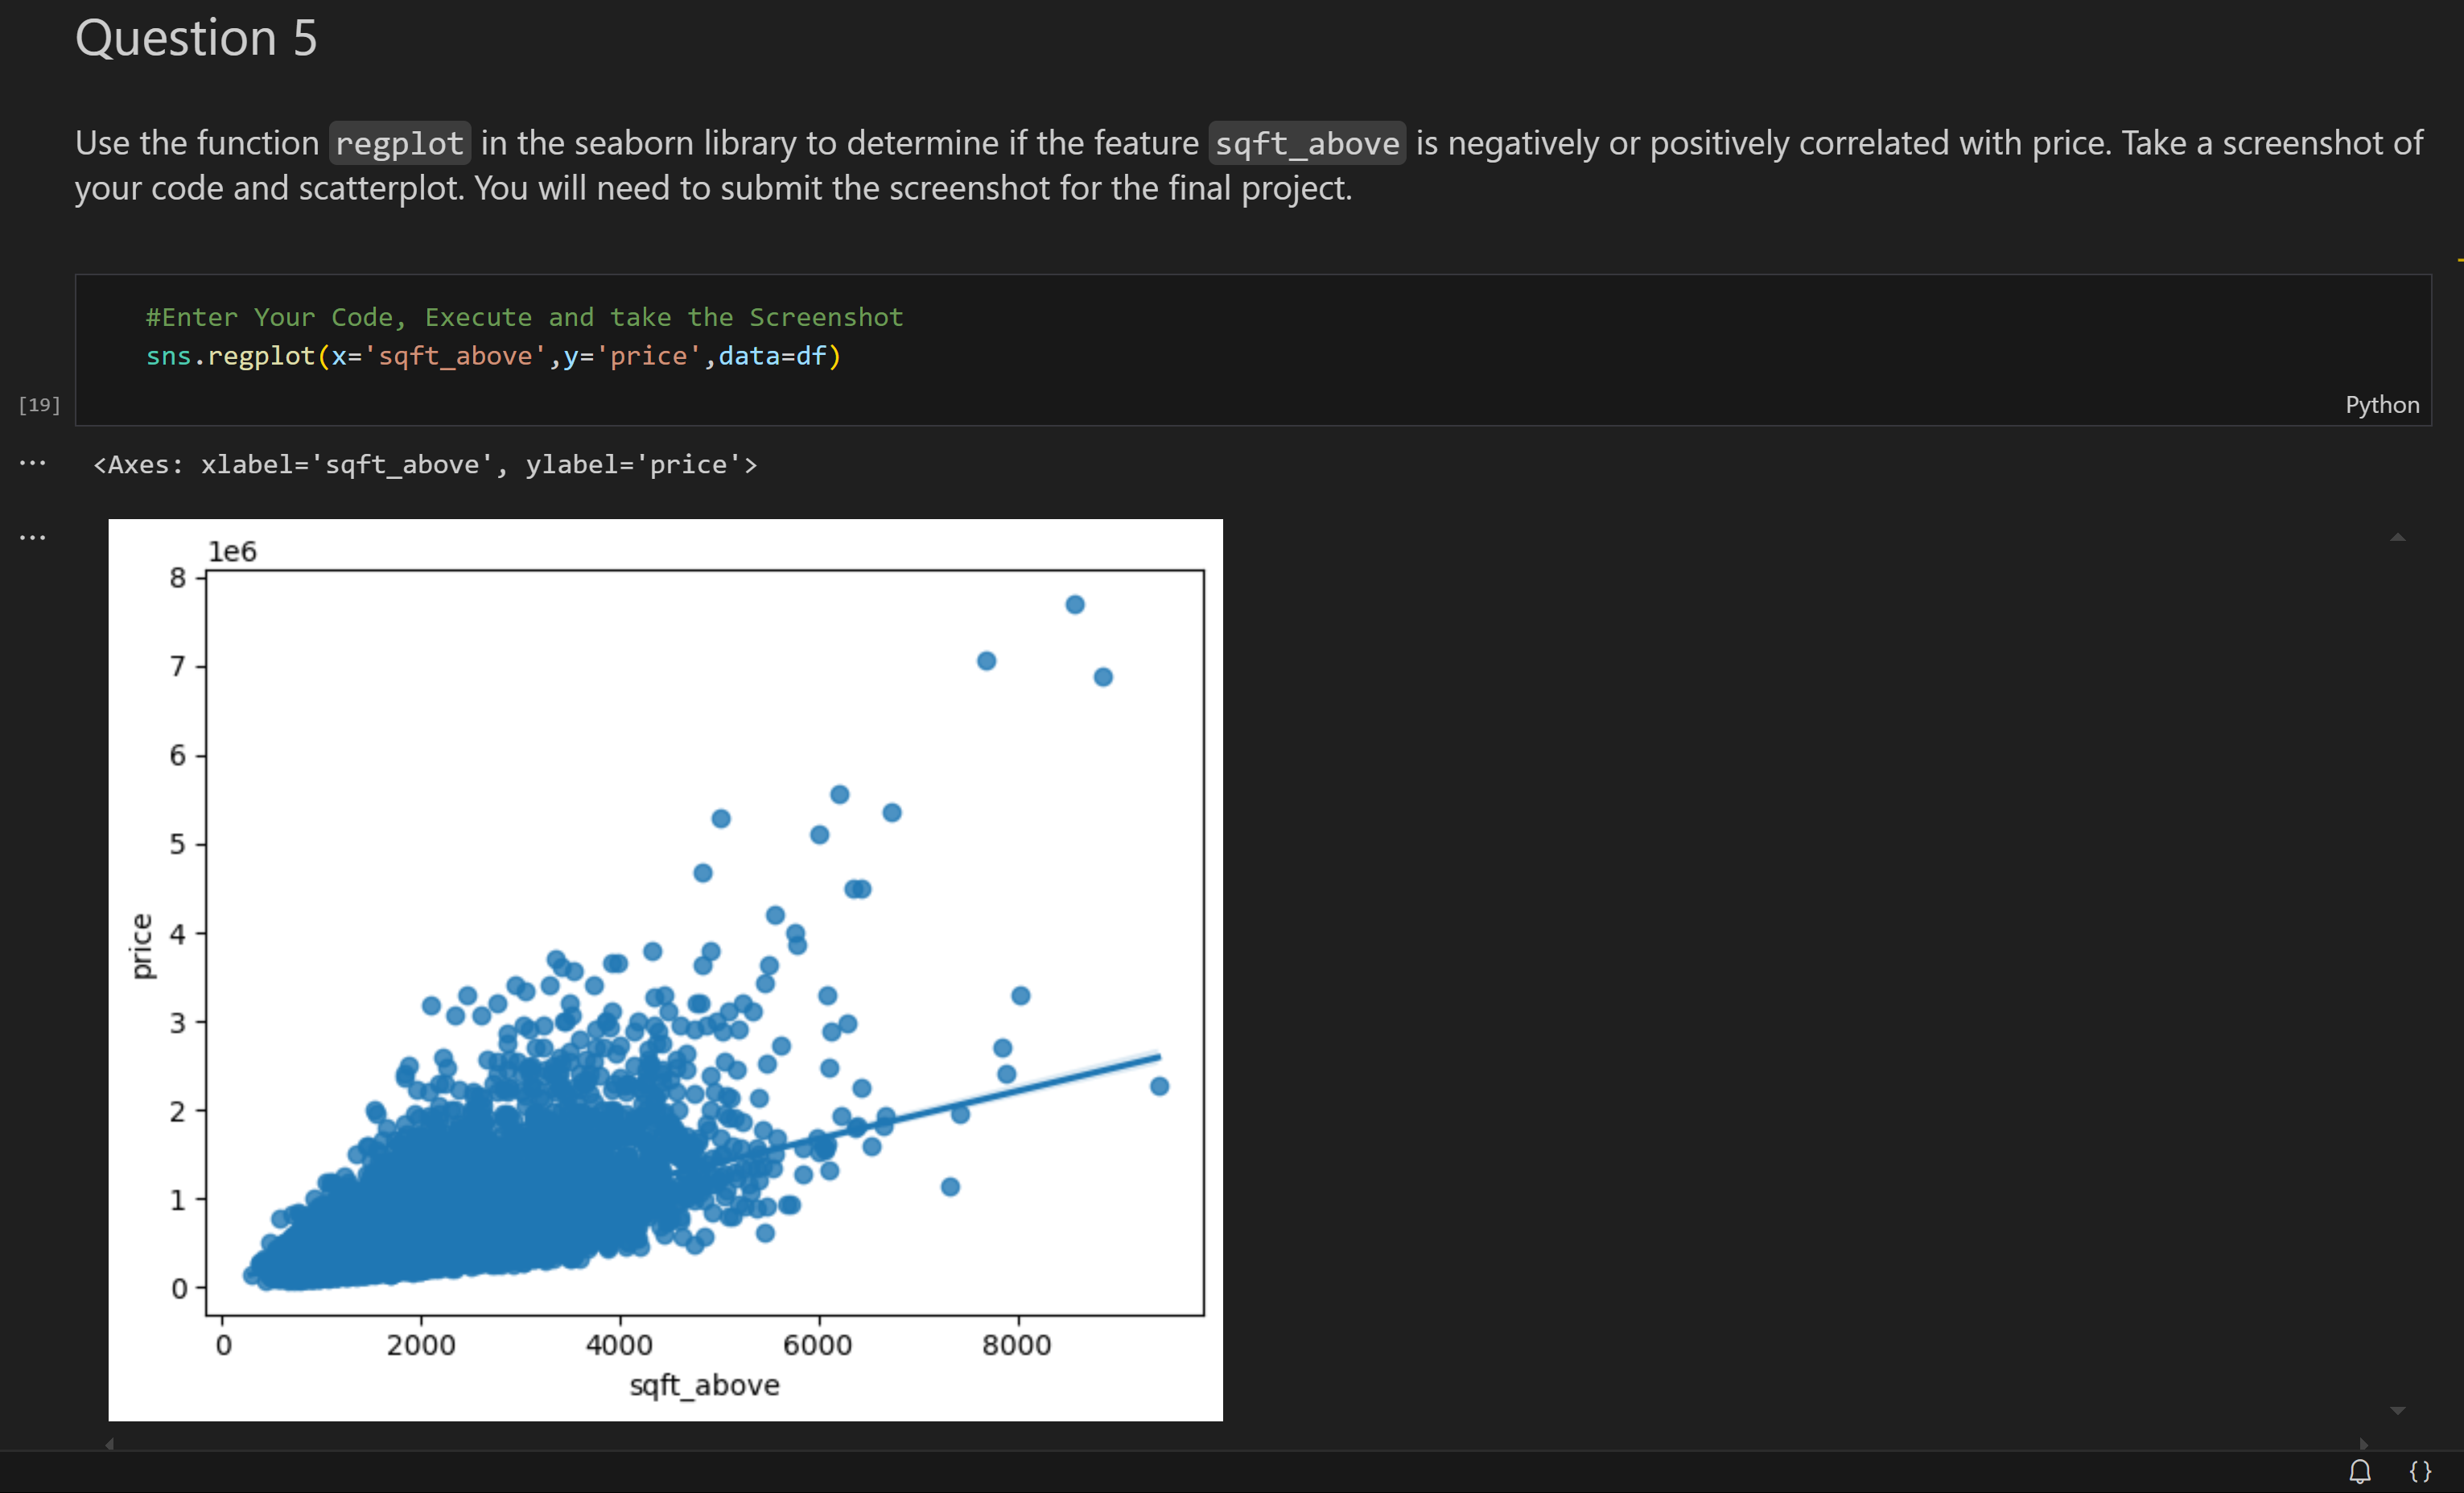 Question 5
Use the function regplot in the seaborn library to determine if the feature sqft_above is negatively or positively correlated with price. Take a screenshot of
your code and scatterplot. You will need to submit the screenshot for the final project.
#Enter Your Code, Execute and take the Screenshot
sns.regplot(x='sqft_above',y='price',data=df)
[19]
Python
<Axes: xlabel='sqft_above', ylabel='price'>
1e6
8
7
6
5
4
3
2
1
0
price
0 2000 4000 6000 8000
sqft_above